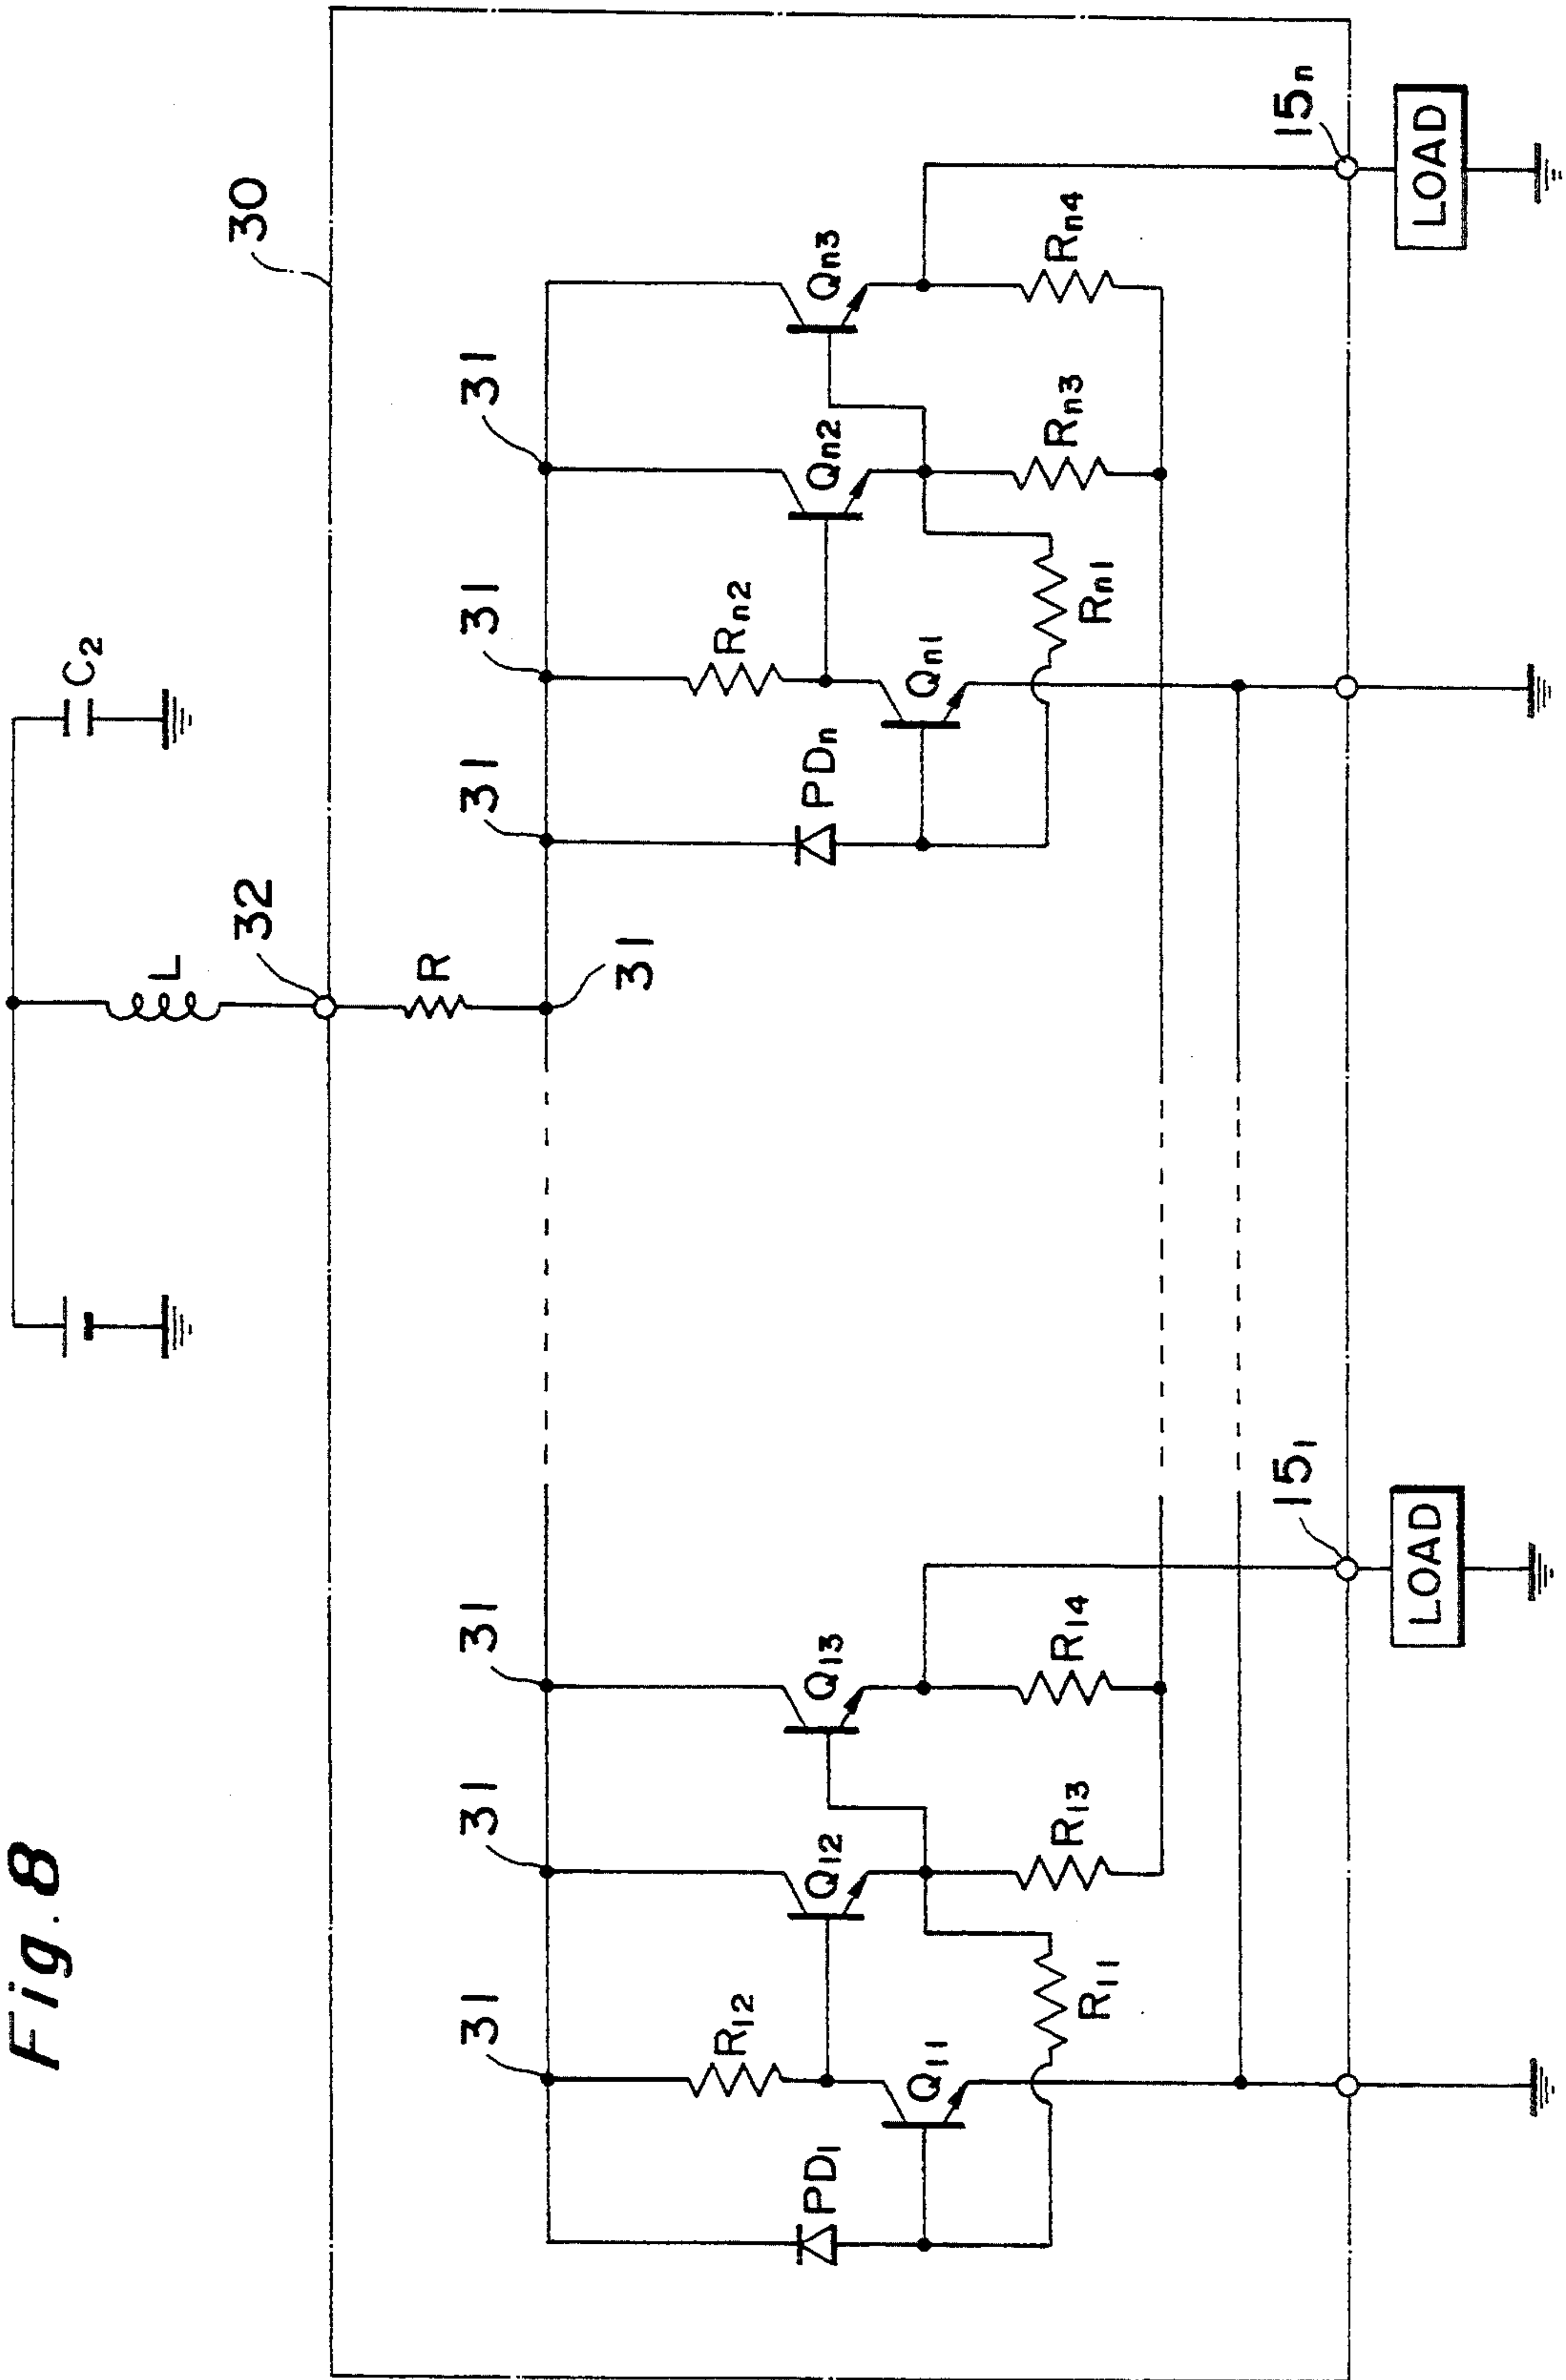 Fig. 8
C₂
L
32
R
30
31
31
31
31
31
31
31
PD₁
R₁₂
Q₁₁
R₁₁
Q₁₂
R₁₃
Q₁₃
R₁₄
15₁
LOAD
PDₙ
Rₙ₂
Qₙ₁
Rₙ₁
Qₙ₂
Rₙ₃
Qₙ₃
Rₙ₄
15ₙ
LOAD